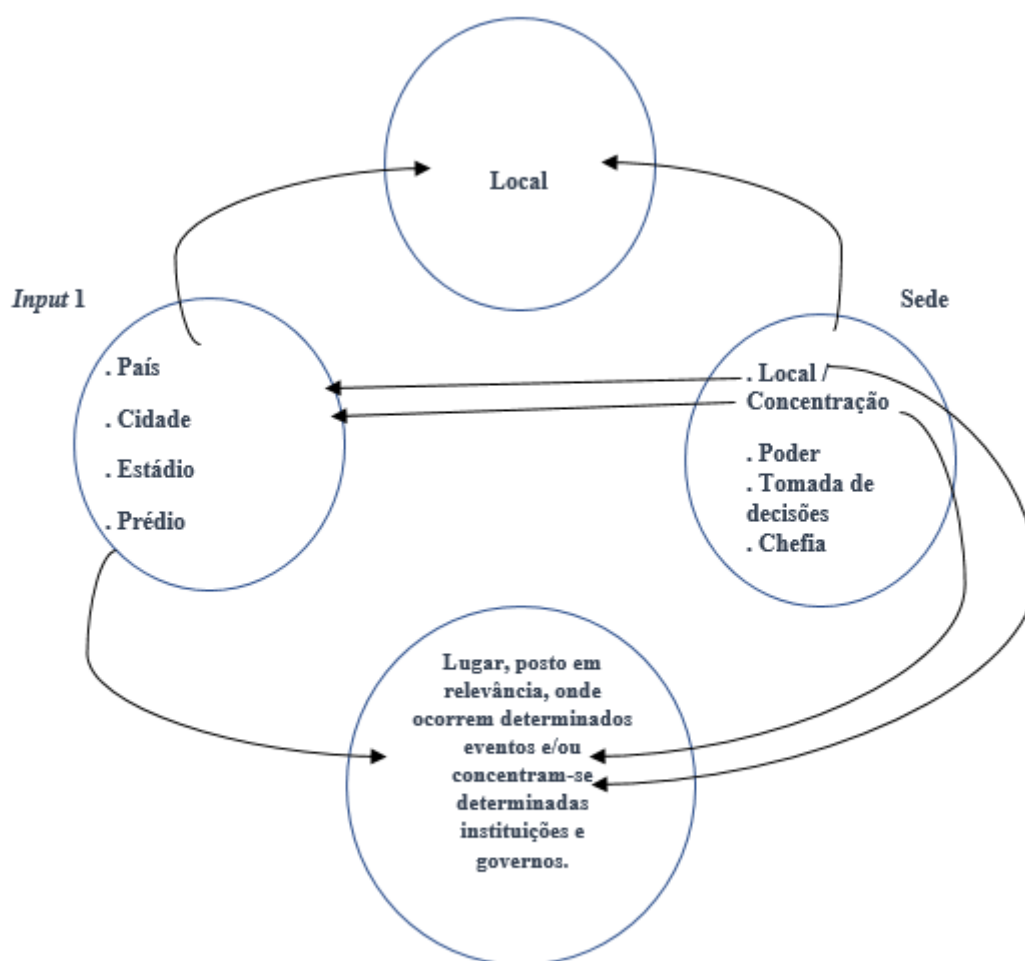 Local
Input 1
. País
. Cidade
. Estádio
. Prédio
Sede
. Local /
Concentração
. Poder
. Tomada de
decisões
. Chefia
Lugar, posto em
relevância, onde
ocorrem determinados
eventos e/ou
concentram-se
determinadas
instituições e
governos.